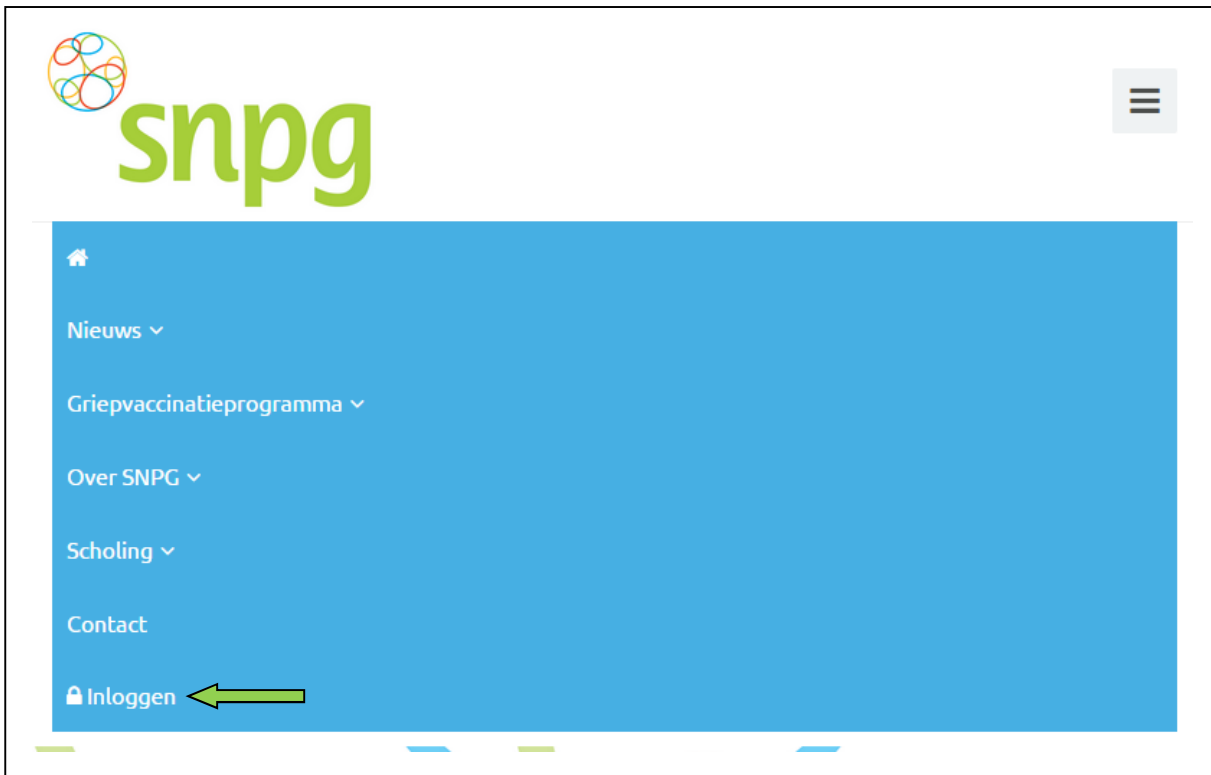 snpg
Nieuws
Griepvaccinatieprogramma
Over SNPG
Scholing
Contact
Inloggen